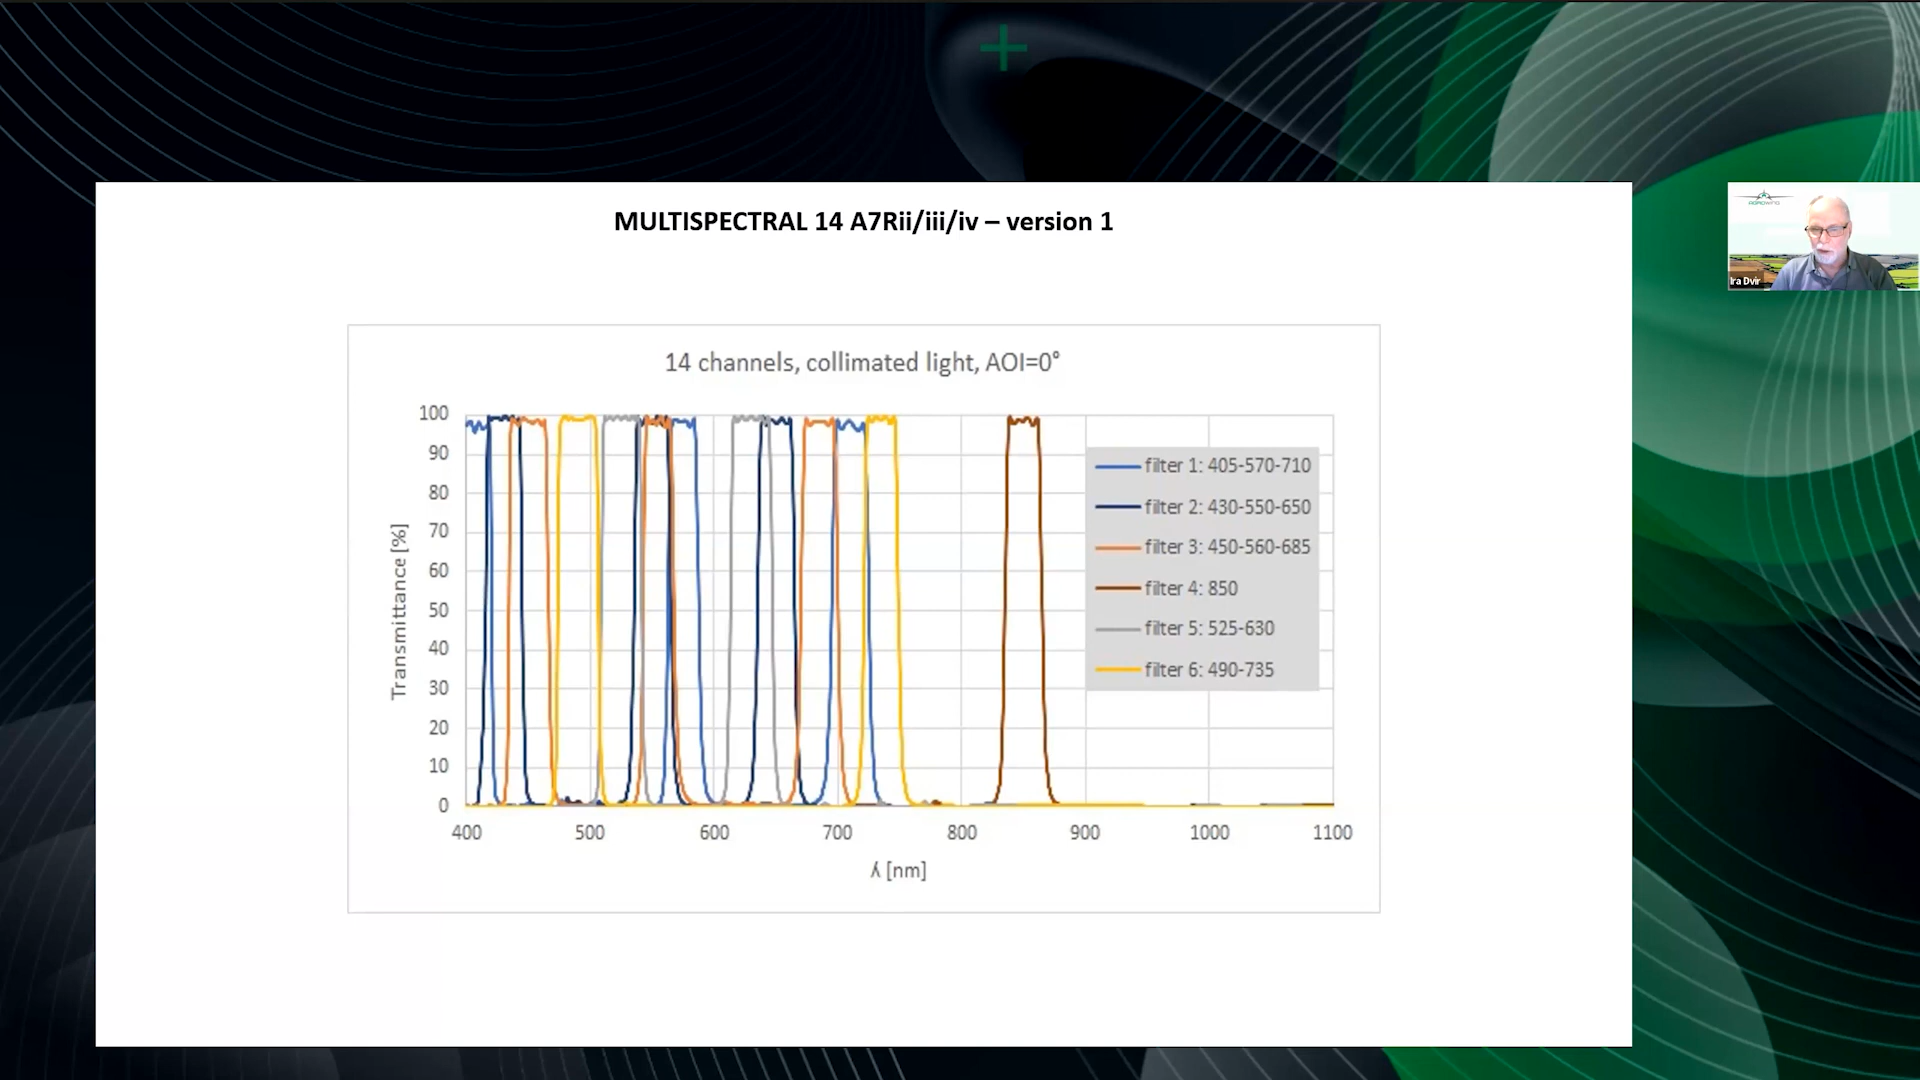 MULTISPECTRAL 14 A7Rii/iii/iv – version 1
AGROWING
Ira Dvir
14 channels, collimated light, AOI=0°
Transmittance [%]
100
90
80
70
60
50
40
30
20
10
0
filter 1: 405-570-710
filter 2: 430-550-650
filter 3: 450-560-685
filter 4: 850
filter 5: 525-630
filter 6: 490-735
400 500 600 700 800 900 1000 1100
λ [nm]